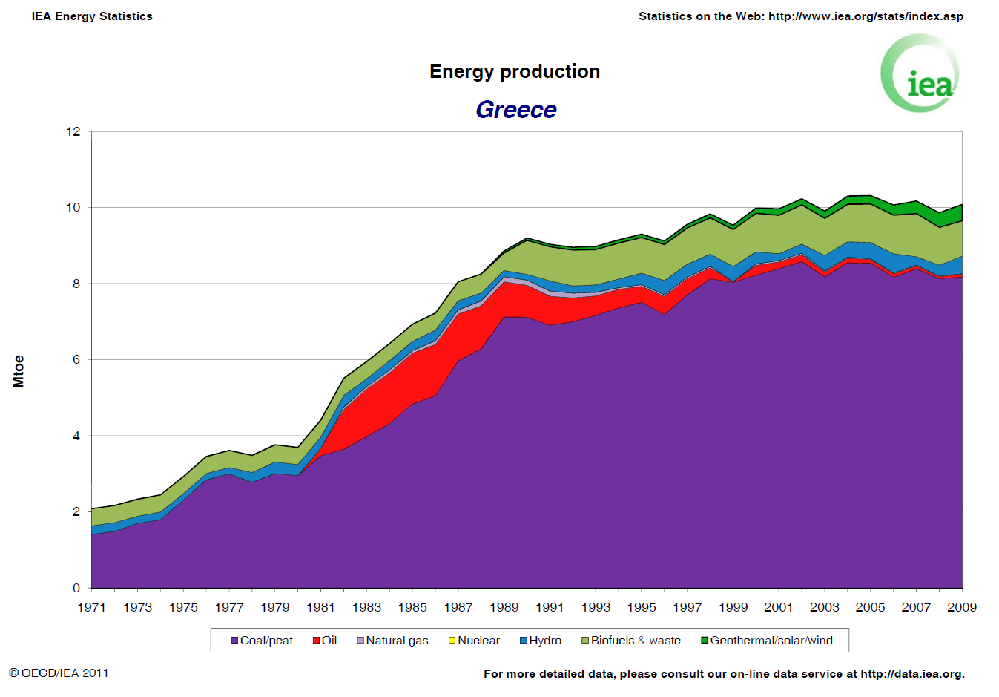 IEA Energy Statistics
Statistics on the Web: http://www.iea.org/stats/index.asp
iea
Energy production
Greece
12
10
8
6
4
2
0
Mtoe
1971 1973 1975 1977 1979 1981 1983 1985 1987 1989 1991 1993 1995 1997 1999 2001 2003 2005 2007 2009
Coal/peat Oil Natural gas Nuclear Hydro Biofuels & waste Geothermal/solar/wind
© OECD/IEA 2011
For more detailed data, please consult our on-line data service at http://data.iea.org.